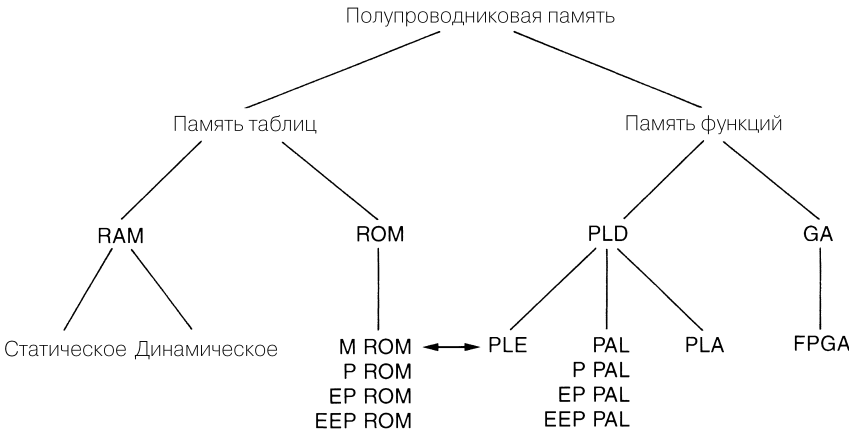 Полупроводниковая память
Память таблиц Память функций
RAM ROM PLD GA
Статическое Динамическое M ROM PLE PAL PLA FPGA
P ROM P PAL
EP ROM EP PAL
EEP ROM EEP PAL